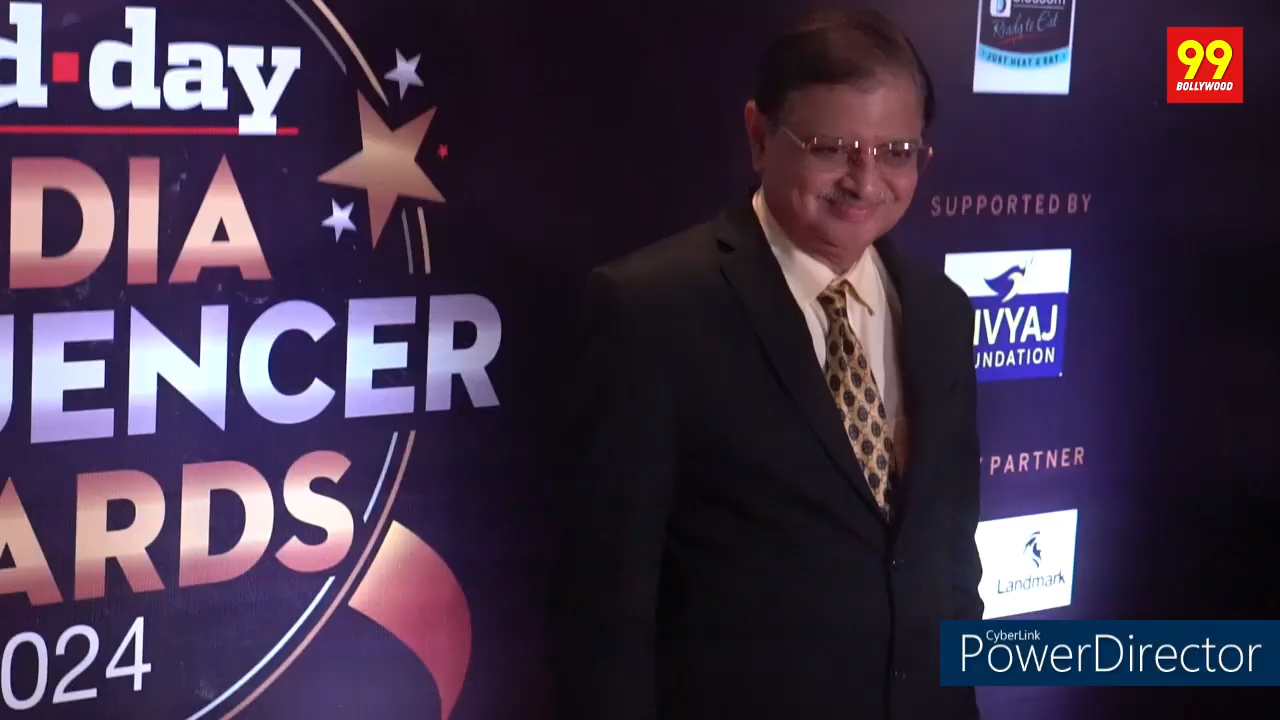 d·day
DIA
UENCER
ARDS
2024
Ready to Eat
JUST HEAT & EAT
SUPPORTED BY
IVYAJ
UNDATION
PARTNER
Landmark
99
BOLLYWOOD
CyberLink
PowerDirector